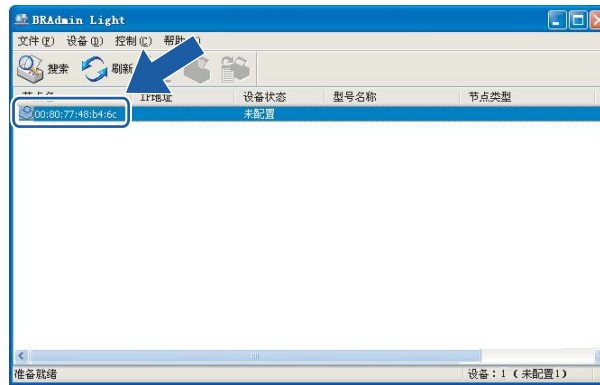 BRAdmin Light
文件(F) 设备(D) 控制(C) 帮助
搜索 刷新
IP地址 设备状态 型号名称 节点类型
00:80:77:48:b4:6c 未配置
准备就绪 设备：1 ( 未配置1)